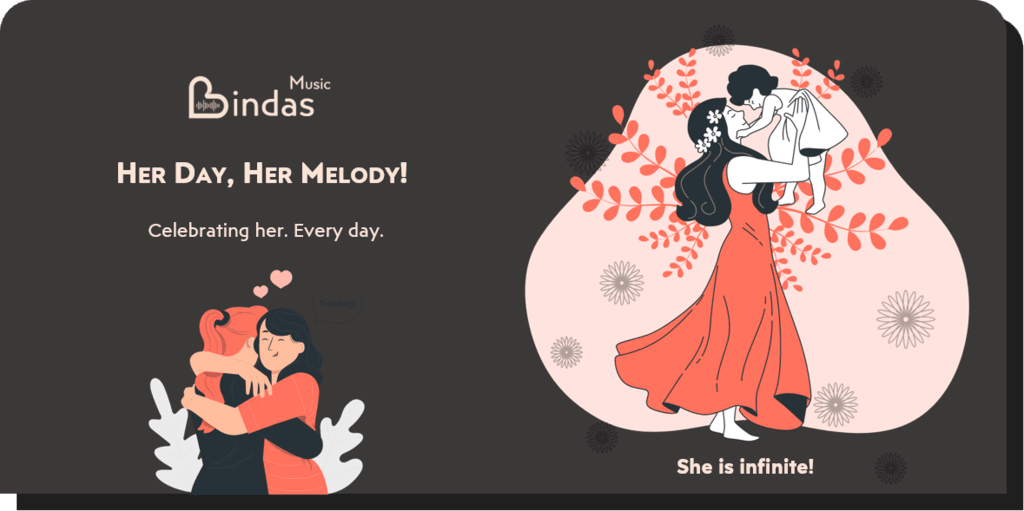 Music
Bindas
Her Day, Her Melody!
Celebrating her. Every day.
THANKS
She is infinite!